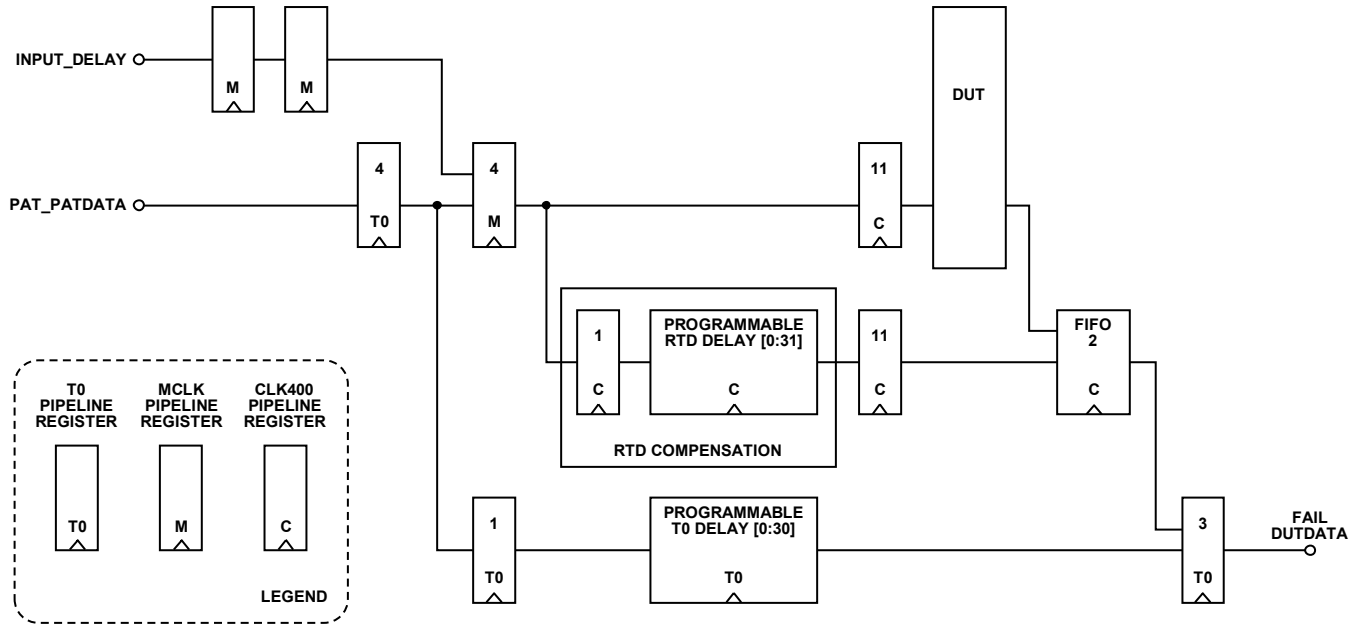 INPUT_DELAY
M
M
DUT
PAT_PATDATA
4
T0
4
M
11
C
1
C
PROGRAMMABLE
RTD DELAY [0:31]
C
11
C
FIFO
2
C
RTD COMPENSATION
1
T0
PROGRAMMABLE
T0 DELAY [0:30]
T0
3
T0
FAIL
DUTDATA
T0
PIPELINE
REGISTER
T0
MCLK
PIPELINE
REGISTER
M
CLK400
PIPELINE
REGISTER
C
LEGEND